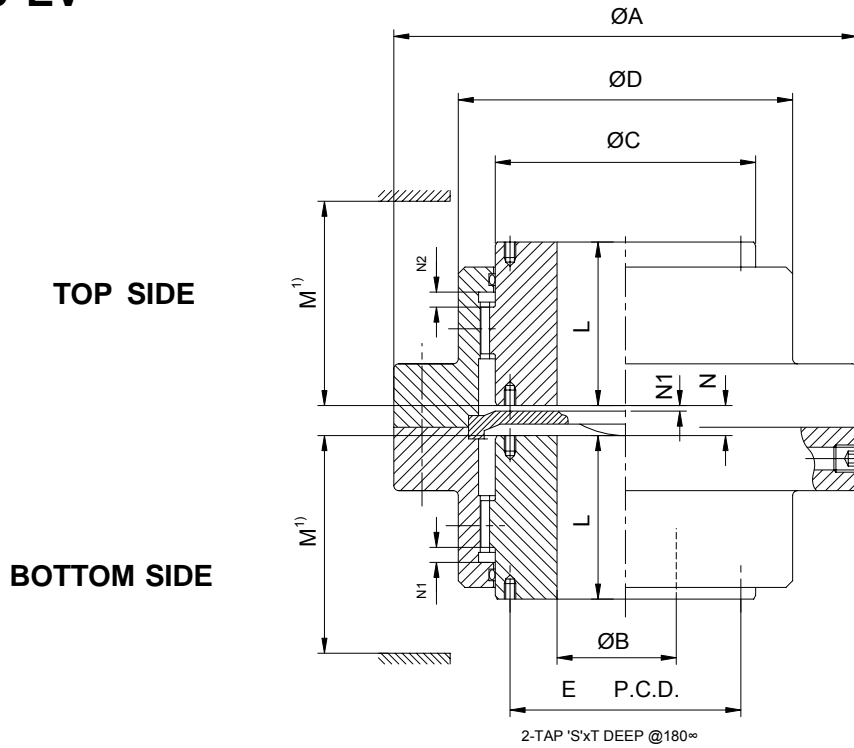 EV
ØA
ØD
ØC
N2
TOP SIDE
M¹⁾
L
N1
N
M¹⁾
L
BOTTOM SIDE
N1
ØB
E P.C.D.
2-TAP 'S'xT DEEP @180∞